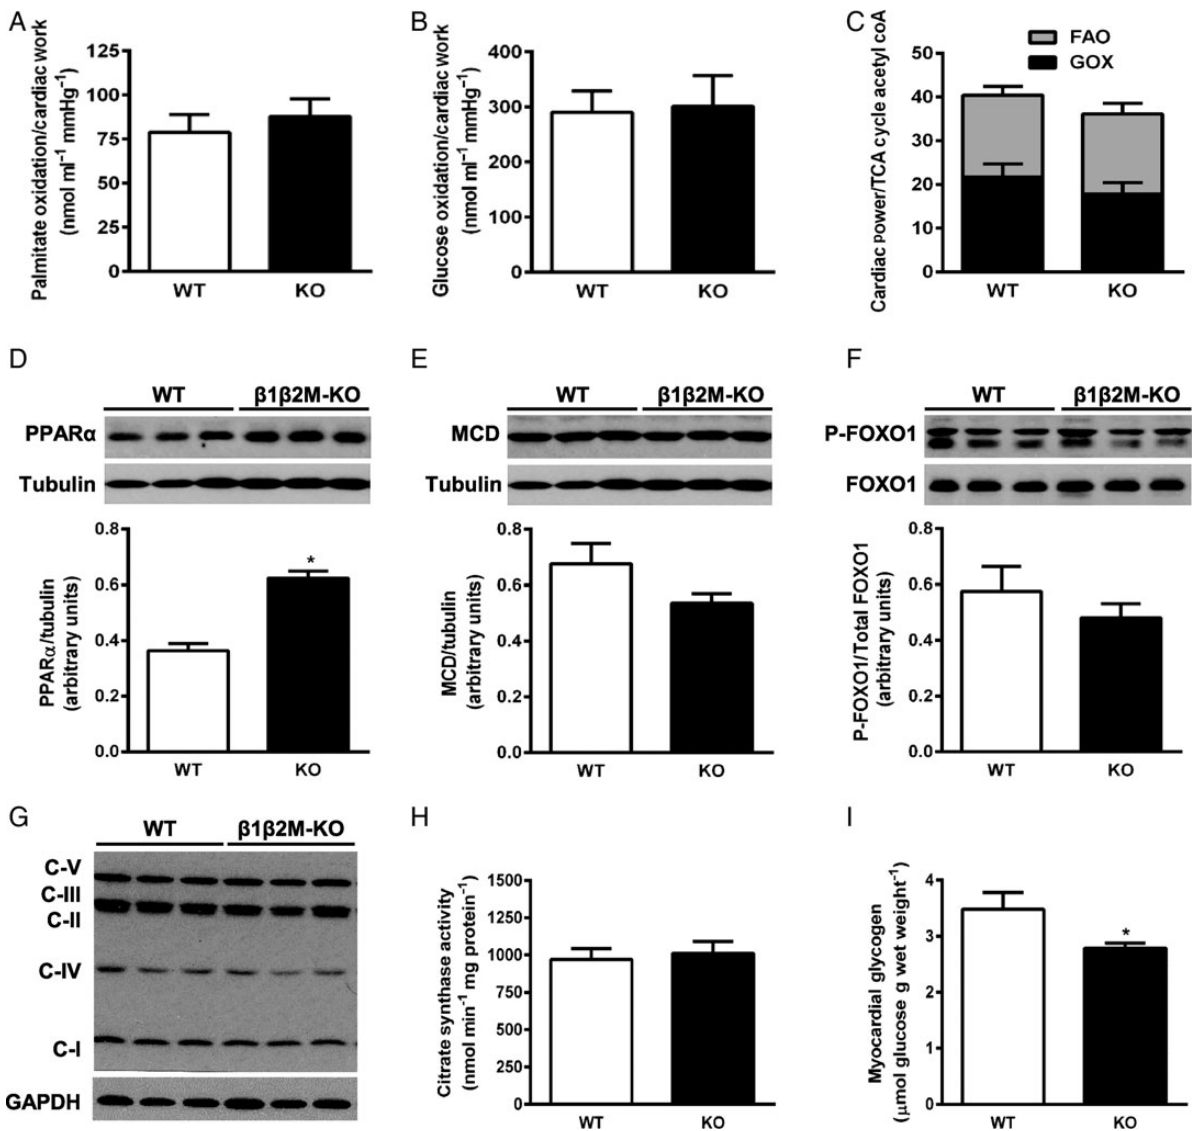 A
Palmitate oxidation/cardiac work
(nmol ml⁻¹ mmHg⁻¹)
125
100
75
50
25
0
WT KO
B
Glucose oxidation/cardiac work
(nmol ml⁻¹ mmHg⁻¹)
400
300
200
100
0
WT KO
C
Cardiac power/TCA cycle acetyl coA
FAO
GOX
50
40
30
20
10
0
WT KO
D
WT β1β2M-KO
PPARα
Tubulin
PPARα/tubulin
(arbitrary units)
0.8
0.6
0.4
0.2
0.0
*
WT KO
E
WT β1β2M-KO
MCD
Tubulin
MCD/tubulin
(arbitrary units)
0.8
0.6
0.4
0.2
0.0
WT KO
F
WT β1β2M-KO
P-FOXO1
FOXO1
P-FOXO1/Total FOXO1
(arbitrary units)
0.8
0.6
0.4
0.2
0.0
WT KO
G
WT β1β2M-KO
C-V
C-III
C-II
C-IV
C-I
GAPDH
H
Citrate synthase activity
(nmol min⁻¹ mg protein⁻¹)
1500
1250
1000
750
500
250
0
WT KO
I
Myocardial glycogen
(μmol glucose g wet weight⁻¹)
4
3
2
1
0
*
WT KO